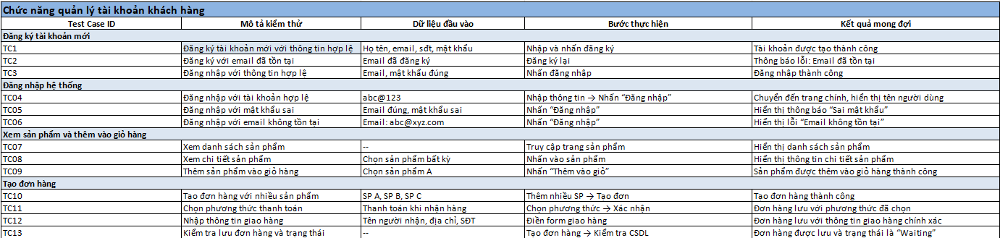 Chức năng quản lý tài khoản khách hàng
Test Case ID Mô tả kiểm thử Dữ liệu đầu vào Bước thực hiện Kết quả mong đợi
Đăng ký tài khoản mới
TC1 Đăng ký tài khoản mới với thông tin hợp lệ Họ tên, email, sđt, mật khẩu Nhập và nhấn đăng ký Tài khoản được tạo thành công
TC2 Đăng ký với email đã tồn tại Email đã đăng ký Đăng ký lại Thông báo lỗi: Email đã tồn tại
TC3 Đăng nhập với thông tin hợp lệ Email, mật khẩu đúng Nhấn đăng nhập Đăng nhập thành công
Đăng nhập hệ thống
TC04 Đăng nhập với tài khoản hợp lệ abc@123 Nhập thông tin → Nhấn “Đăng nhập” Chuyển đến trang chính, hiển thị tên người dùng
TC05 Đăng nhập với mật khẩu sai Email đúng, mật khẩu sai Nhấn “Đăng nhập” Hiển thị thông báo “Sai mật khẩu”
TC06 Đăng nhập với email không tồn tại Email: abc@xyz.com Nhấn “Đăng nhập” Hiển thị lỗi “Email không tồn tại”
Xem sản phẩm và thêm vào giỏ hàng
TC07 Xem danh sách sản phẩm -- Truy cập trang sản phẩm Hiển thị danh sách sản phẩm
TC08 Xem chi tiết sản phẩm Chọn sản phẩm bất kỳ Nhấn vào sản phẩm Hiển thị thông tin chi tiết sản phẩm
TC09 Thêm sản phẩm vào giỏ hàng Chọn sản phẩm A Nhấn “Thêm vào giỏ” Sản phẩm được thêm vào giỏ hàng thành công
Tạo đơn hàng
TC10 Tạo đơn hàng với nhiều sản phẩm SP A, SP B, SP C Thêm nhiều SP → Tạo đơn Tạo đơn hàng thành công
TC11 Chọn phương thức thanh toán Thanh toán khi nhận hàng Chọn phương thức → Xác nhận Đơn hàng lưu với phương thức đã chọn
TC12 Nhập thông tin giao hàng Tên người nhận, địa chỉ, SĐT Điền form giao hàng Đơn hàng lưu với thông tin giao hàng chính xác
TC13 Kiểm tra lưu đơn hàng và trạng thái -- Tạo đơn hàng → Kiểm tra CSDL Đơn hàng được lưu và trạng thái là “Waiting”